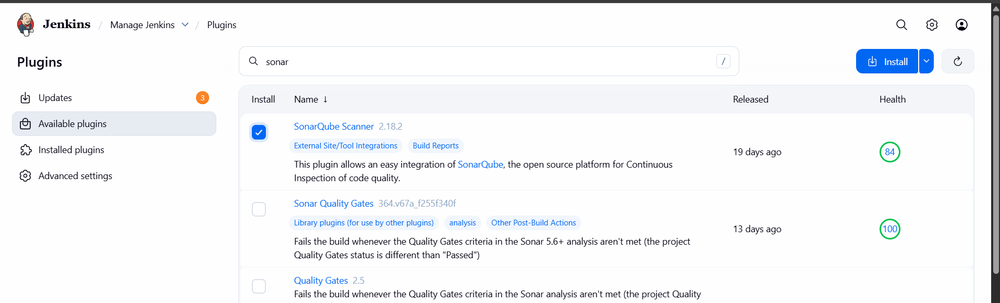 Jenkins / Manage Jenkins / Plugins
Plugins
sonar /
Install
Updates 3
Available plugins
Installed plugins
Advanced settings
Install Name ↓ Released Health
SonarQube Scanner 2.18.2
External Site/Tool Integrations Build Reports
This plugin allows an easy integration of SonarQube, the open source platform for Continuous
Inspection of code quality.
19 days ago
84
Sonar Quality Gates 364.v67a_f255f340f
Library plugins (for use by other plugins) analysis Other Post-Build Actions
Fails the build whenever the Quality Gates criteria in the Sonar 5.6+ analysis aren't met (the project
Quality Gates status is different than "Passed")
13 days ago
100
Quality Gates 2.5
Fails the build whenever the Quality Gates criteria in the Sonar analysis aren't met (the project Quality